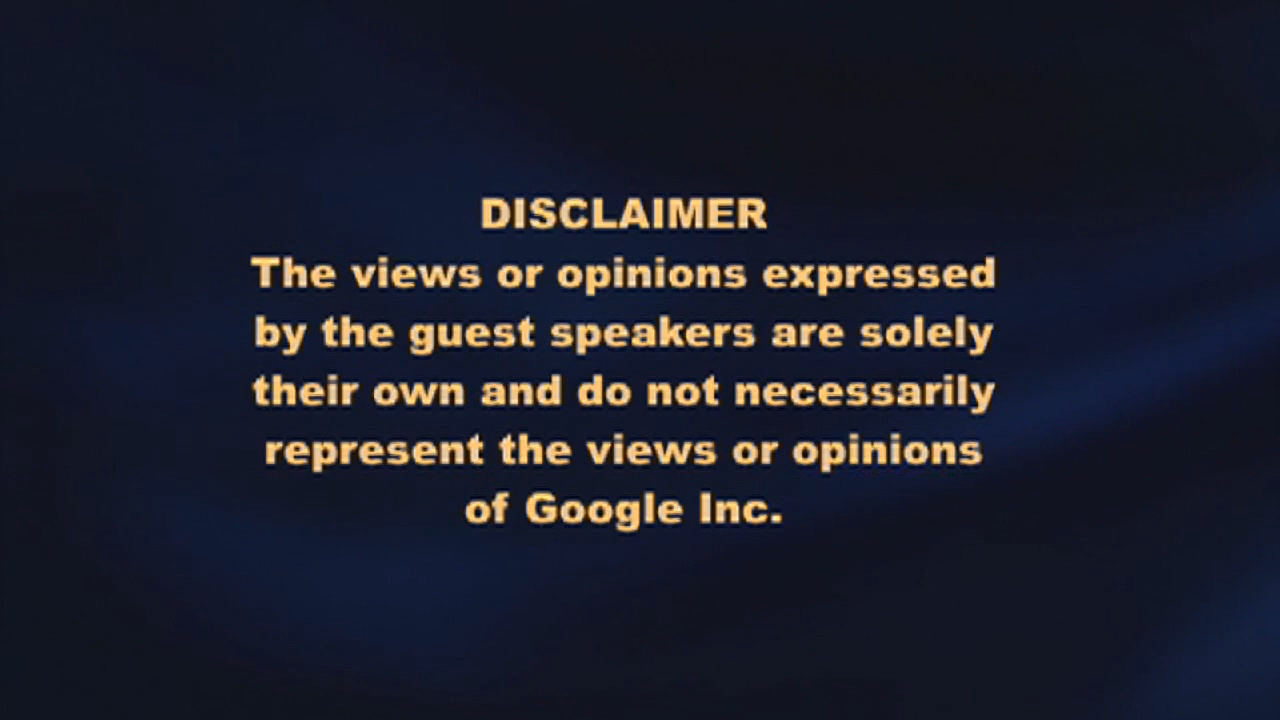 DISCLAIMER
The views or opinions expressed
by the guest speakers are solely
their own and do not necessarily
represent the views or opinions
of Google Inc.